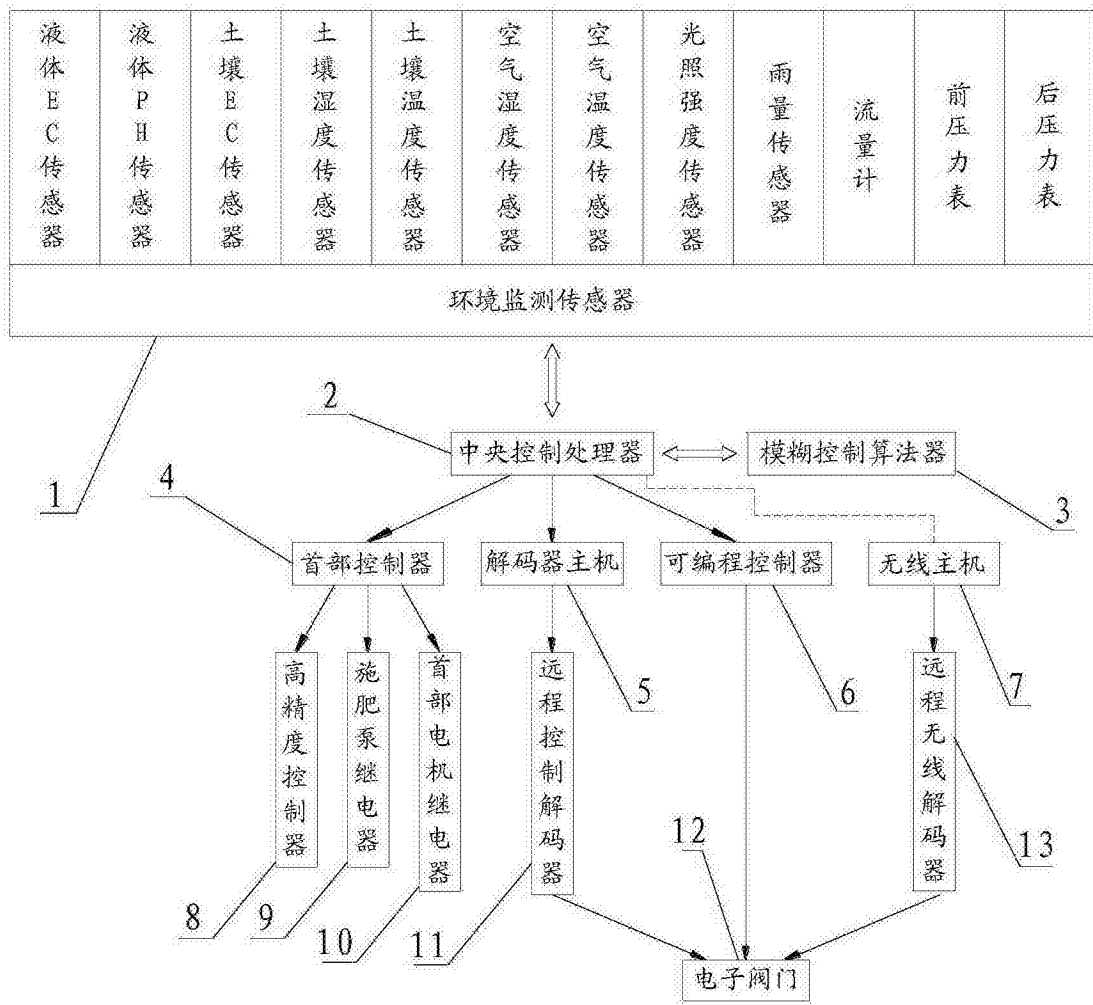 液体EC传感器
液体PH传感器
土壤EC传感器
土壤湿度传感器
土壤温度传感器
空气湿度传感器
空气温度传感器
光照强度传感器
雨量传感器
流量计
前压力表
后压力表
环境监测传感器
1
2
中央控制处理器
模糊控制算法器
3
4
首部控制器
解码器主机
可编程控制器
无线主机
5
6
7
高精度控制器
施肥泵继电器
首部电机继电器
远程控制解码器
远程无线解码器
8
9
10
11
12
13
电子阀门